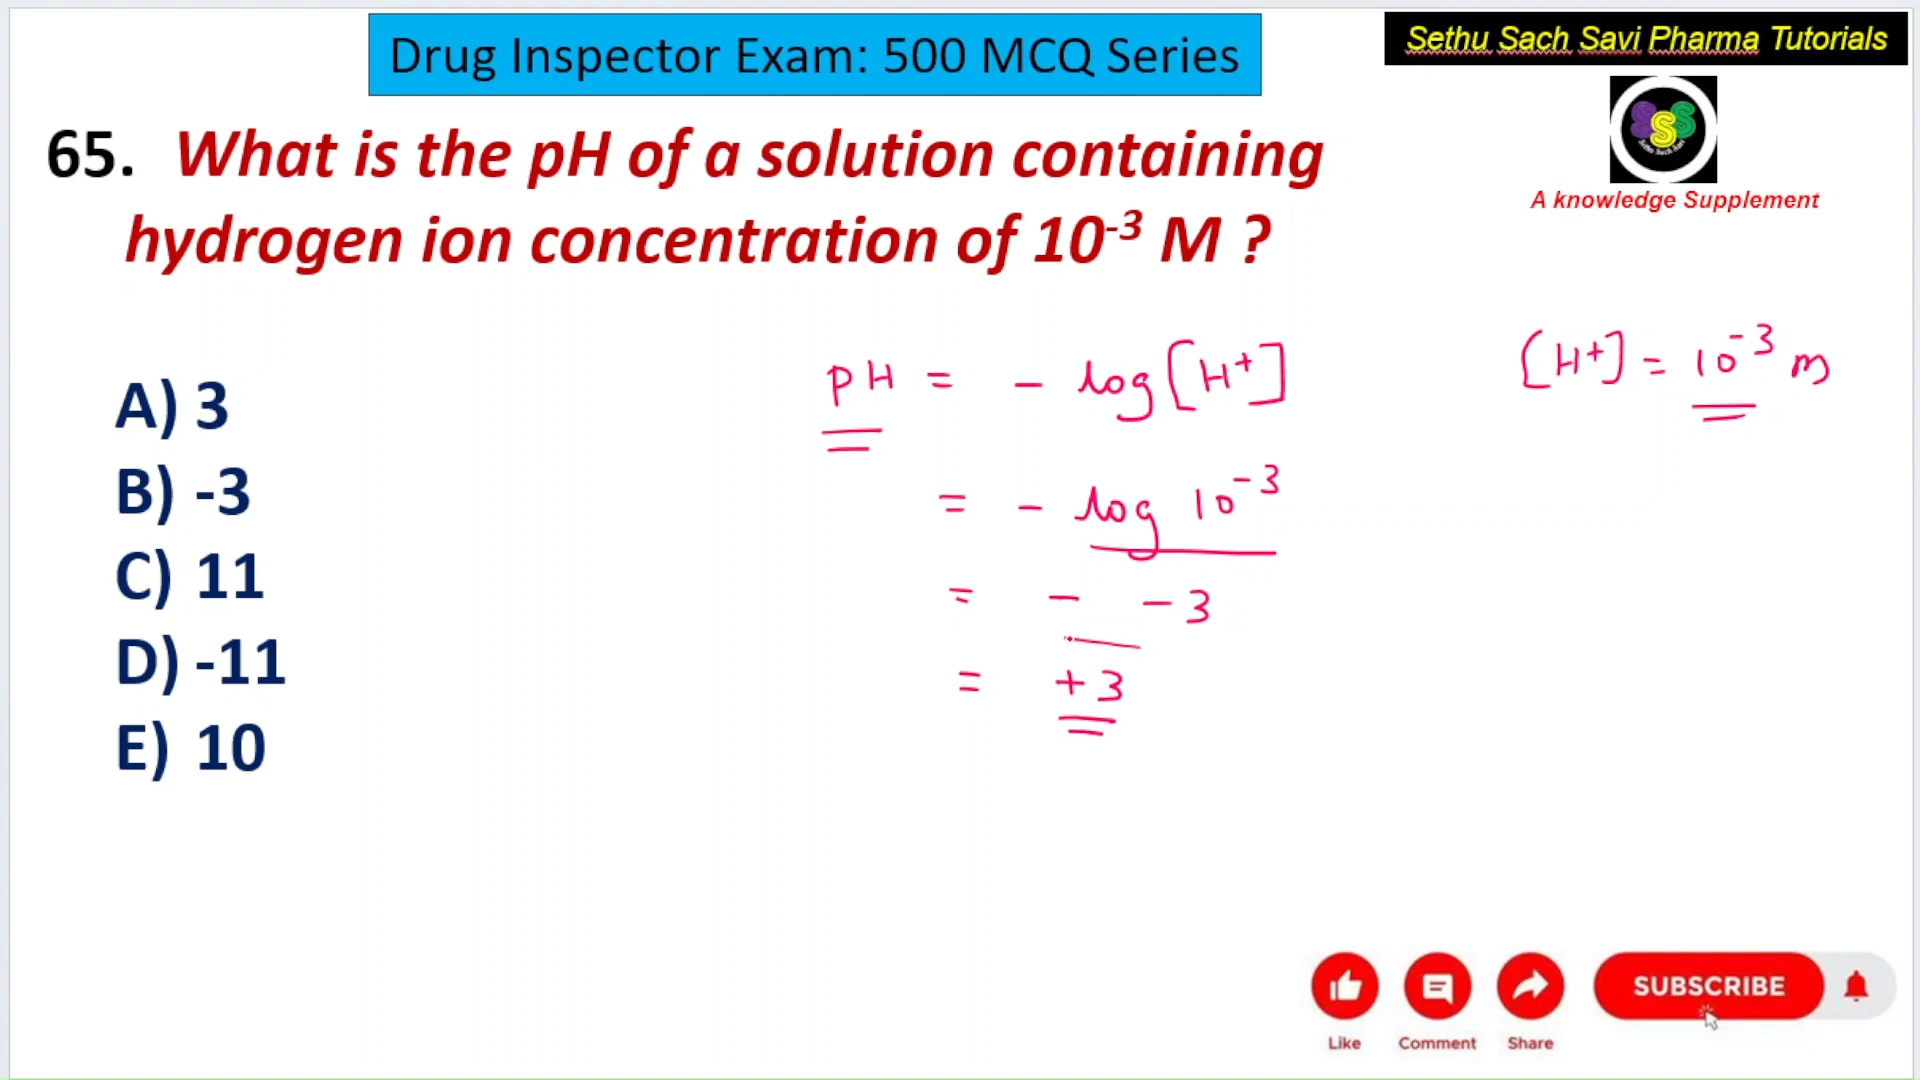 Drug Inspector Exam: 500 MCQ Series
Sethu Sach Savi Pharma Tutorials
SSS
A knowledge Supplement
65. What is the pH of a solution containing
hydrogen ion concentration of 10⁻³ M ?
A) 3
B) -3
C) 11
D) -11
E) 10
pH = - log [H⁺]
[H⁺] = 10⁻³ m
= - log 10⁻³
= - -3
= +3
SUBSCRIBE
Like
Comment
Share